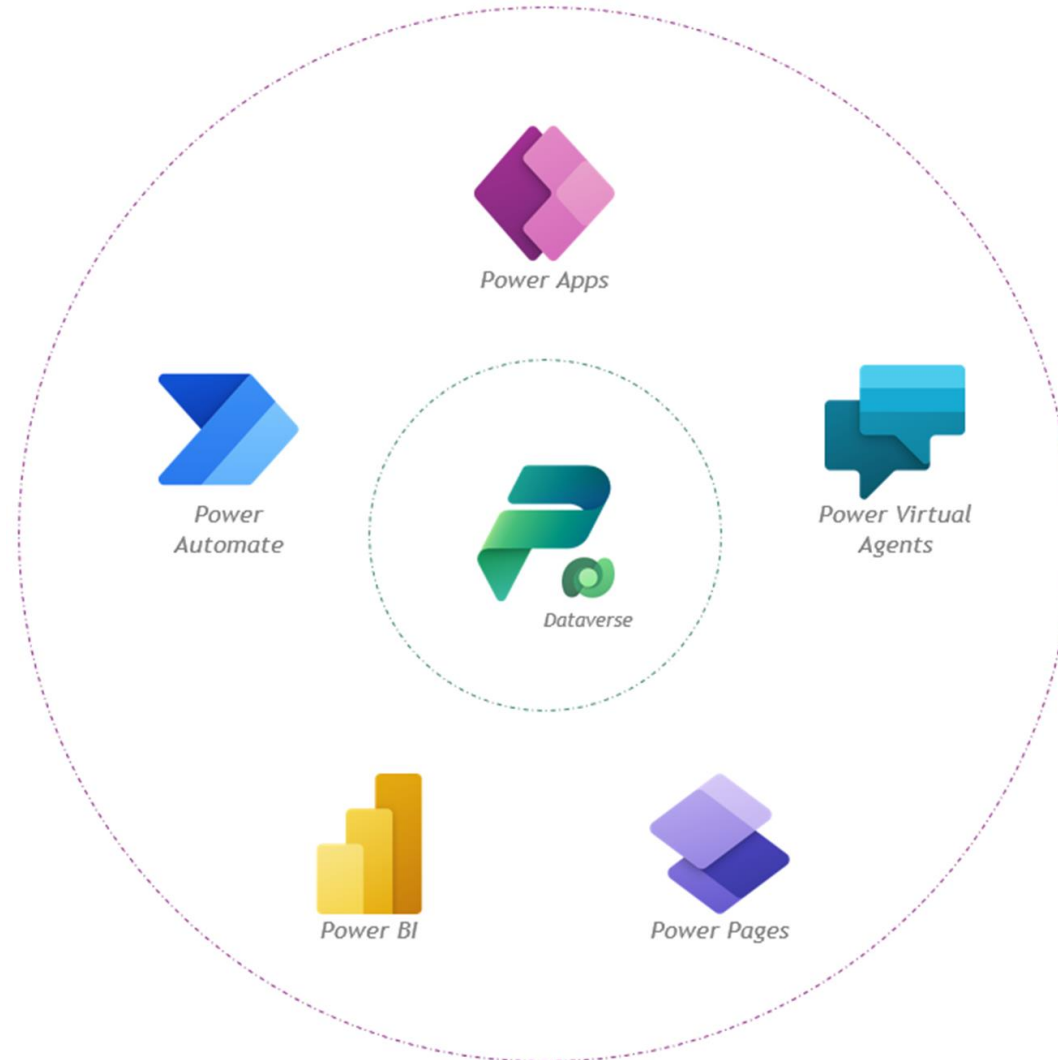 Power Apps
Power
Automate
Power Virtual
Agents
Dataverse
Power BI
Power Pages